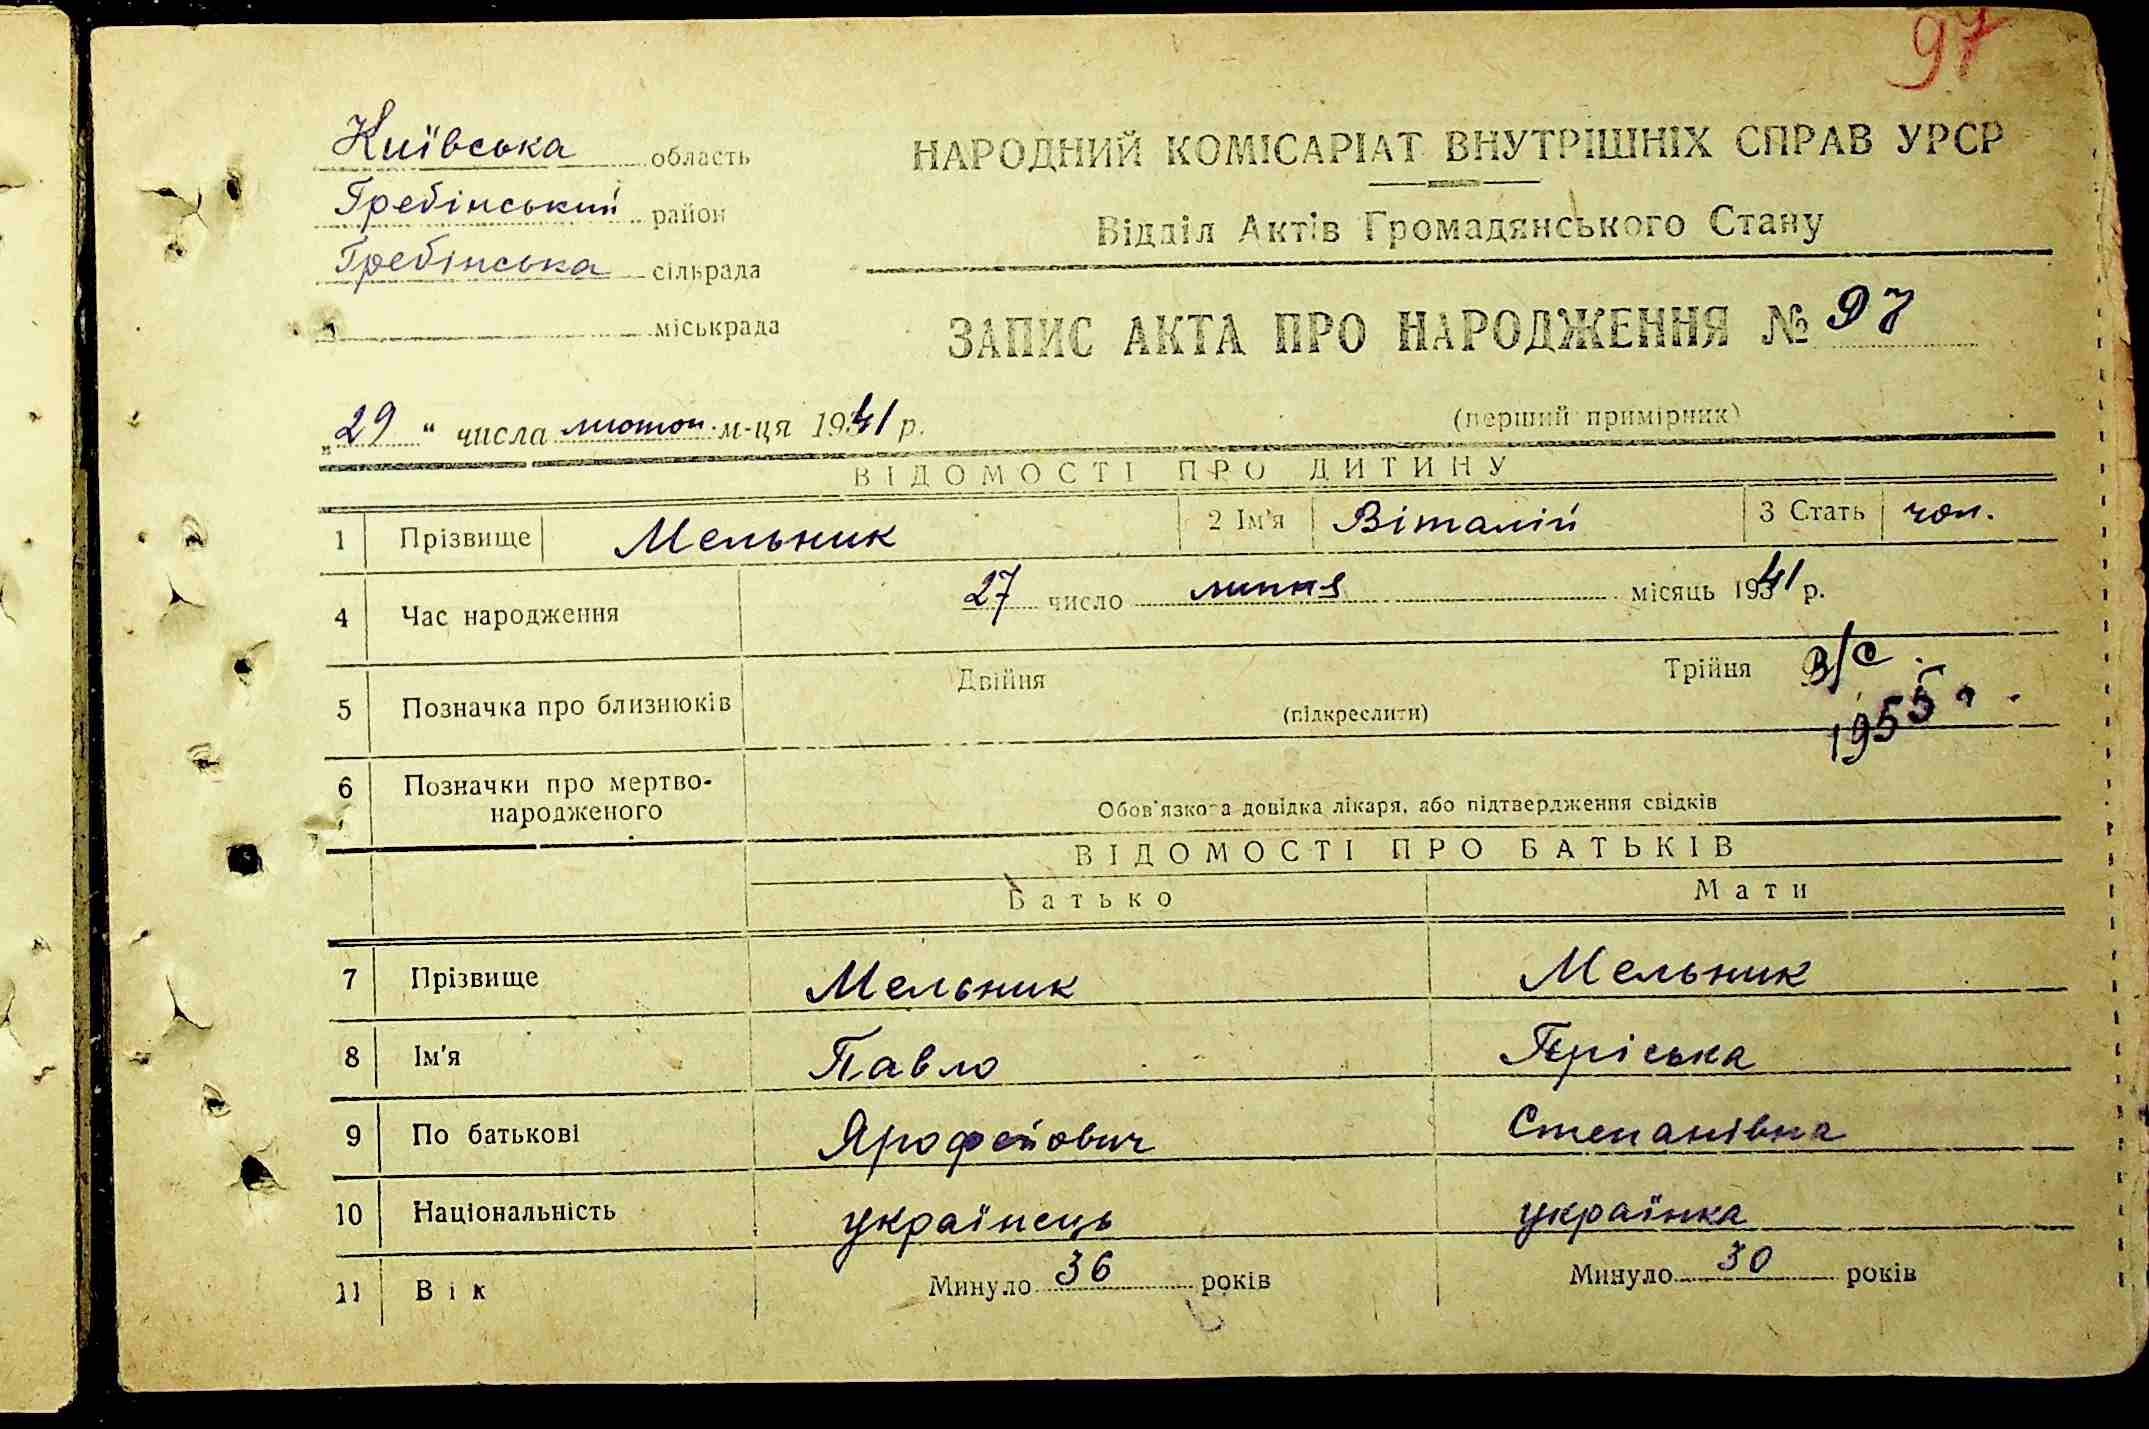 97
Київська область
НАРОДНИЙ КОМІСАРІАТ ВНУТРІШНІХ СПРАВ УРСР
Гребінський район
Відділ Актів Громадянського Стану
Гребінська сільрада
міськрада
ЗАПИС АКТА ПРО НАРОДЖЕННЯ № 97
„29" числа м-ця 1941 р.
(перший примірник)
ВІДОМОСТІ ПРО ДИТИНУ
1 Прізвище Мельник 2 Ім'я Віталій 3 Стать чол.
4 Час народження 27 число липня місяць 1941 р.
5 Позначка про близнюків Двійня (підкреслити) Трійня В/с
1955
6 Позначки про мертво-
народженого Обов'язкова довідка лікаря, або підтвердження свідків
ВІДОМОСТІ ПРО БАТЬКІВ
Батько Мати
7 Прізвище Мельник Мельник
8 Ім'я Павло Пріська
9 По батькові Ярофейович Степанівна
10 Національність українець українка
11 Вік Минуло 36 років Минуло 30 років